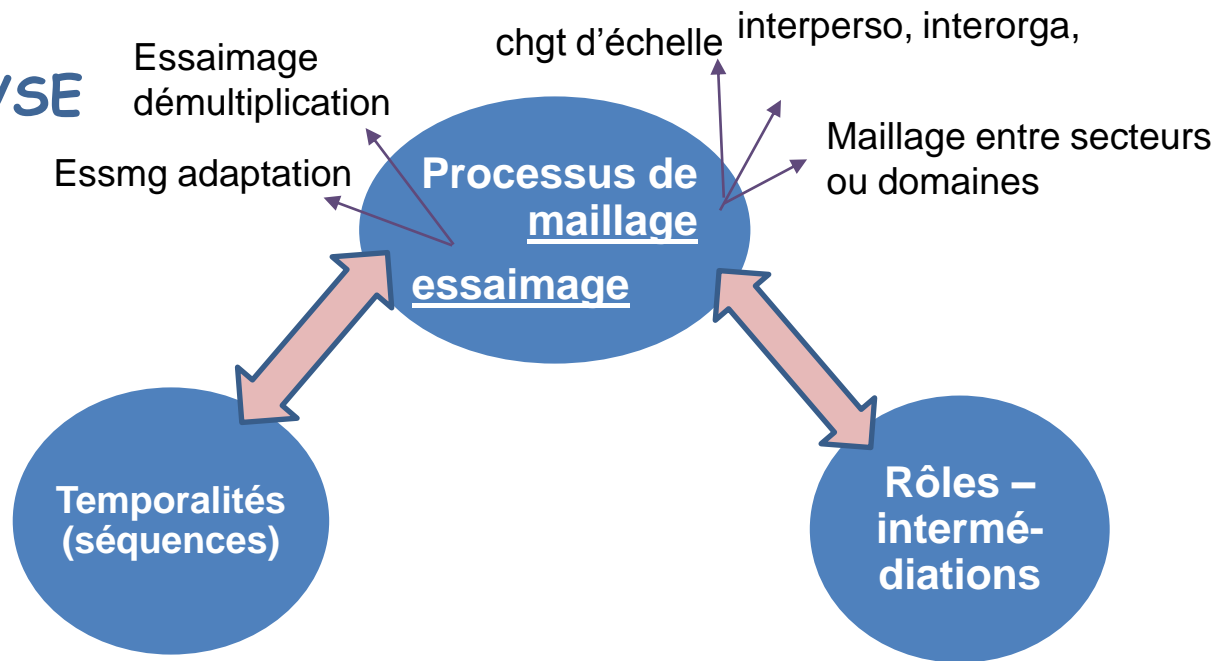 chgt d’échelle
interperso, interorga,
Essaimage
démultiplication
Essmg adaptation
Maillage entre secteurs
ou domaines
Processus de
maillage
essaimage
Temporalités
(séquences)
Rôles –
intermé-
diations